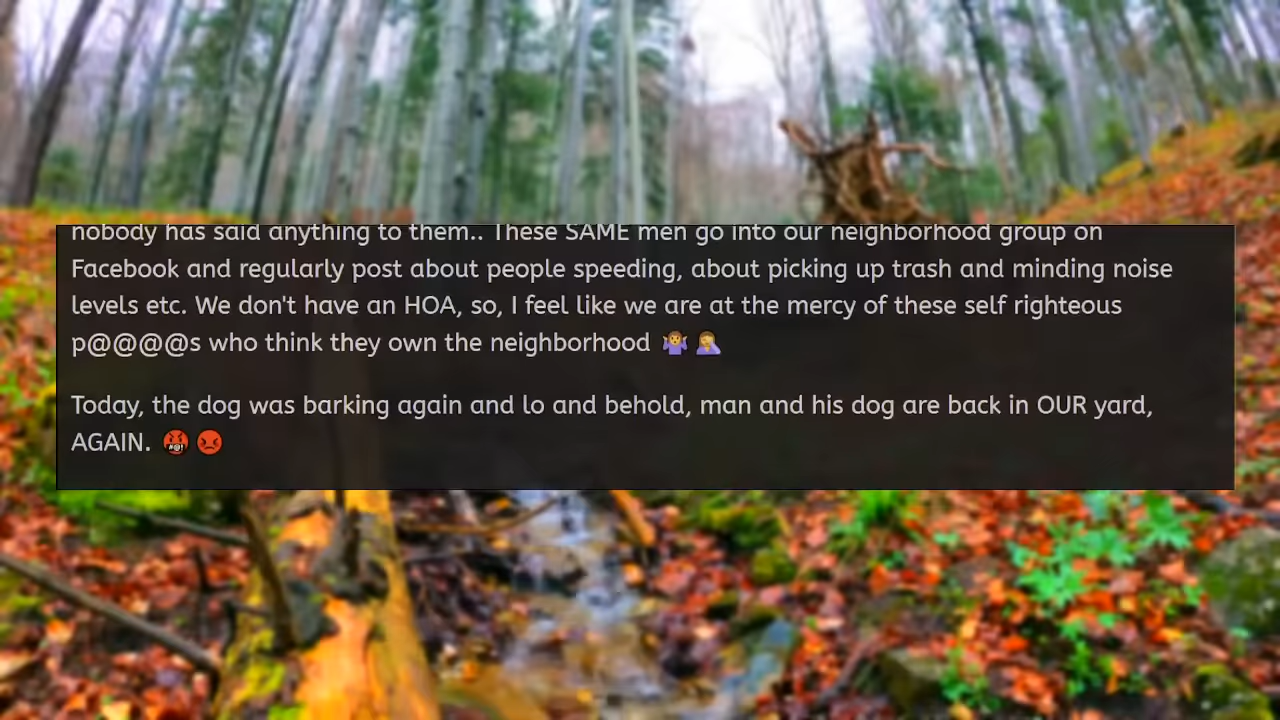 nobody has said anything to them.. These SAME men go into our neighborhood group on
Facebook and regularly post about people speeding, about picking up trash and minding noise
levels etc. We don't have an HOA, so, I feel like we are at the mercy of these self righteous
p@@@@s who think they own the neighborhood 🤷🏽‍♀️ 🤦🏽‍♀️
Today, the dog was barking again and lo and behold, man and his dog are back in OUR yard,
AGAIN. 🤬 😡